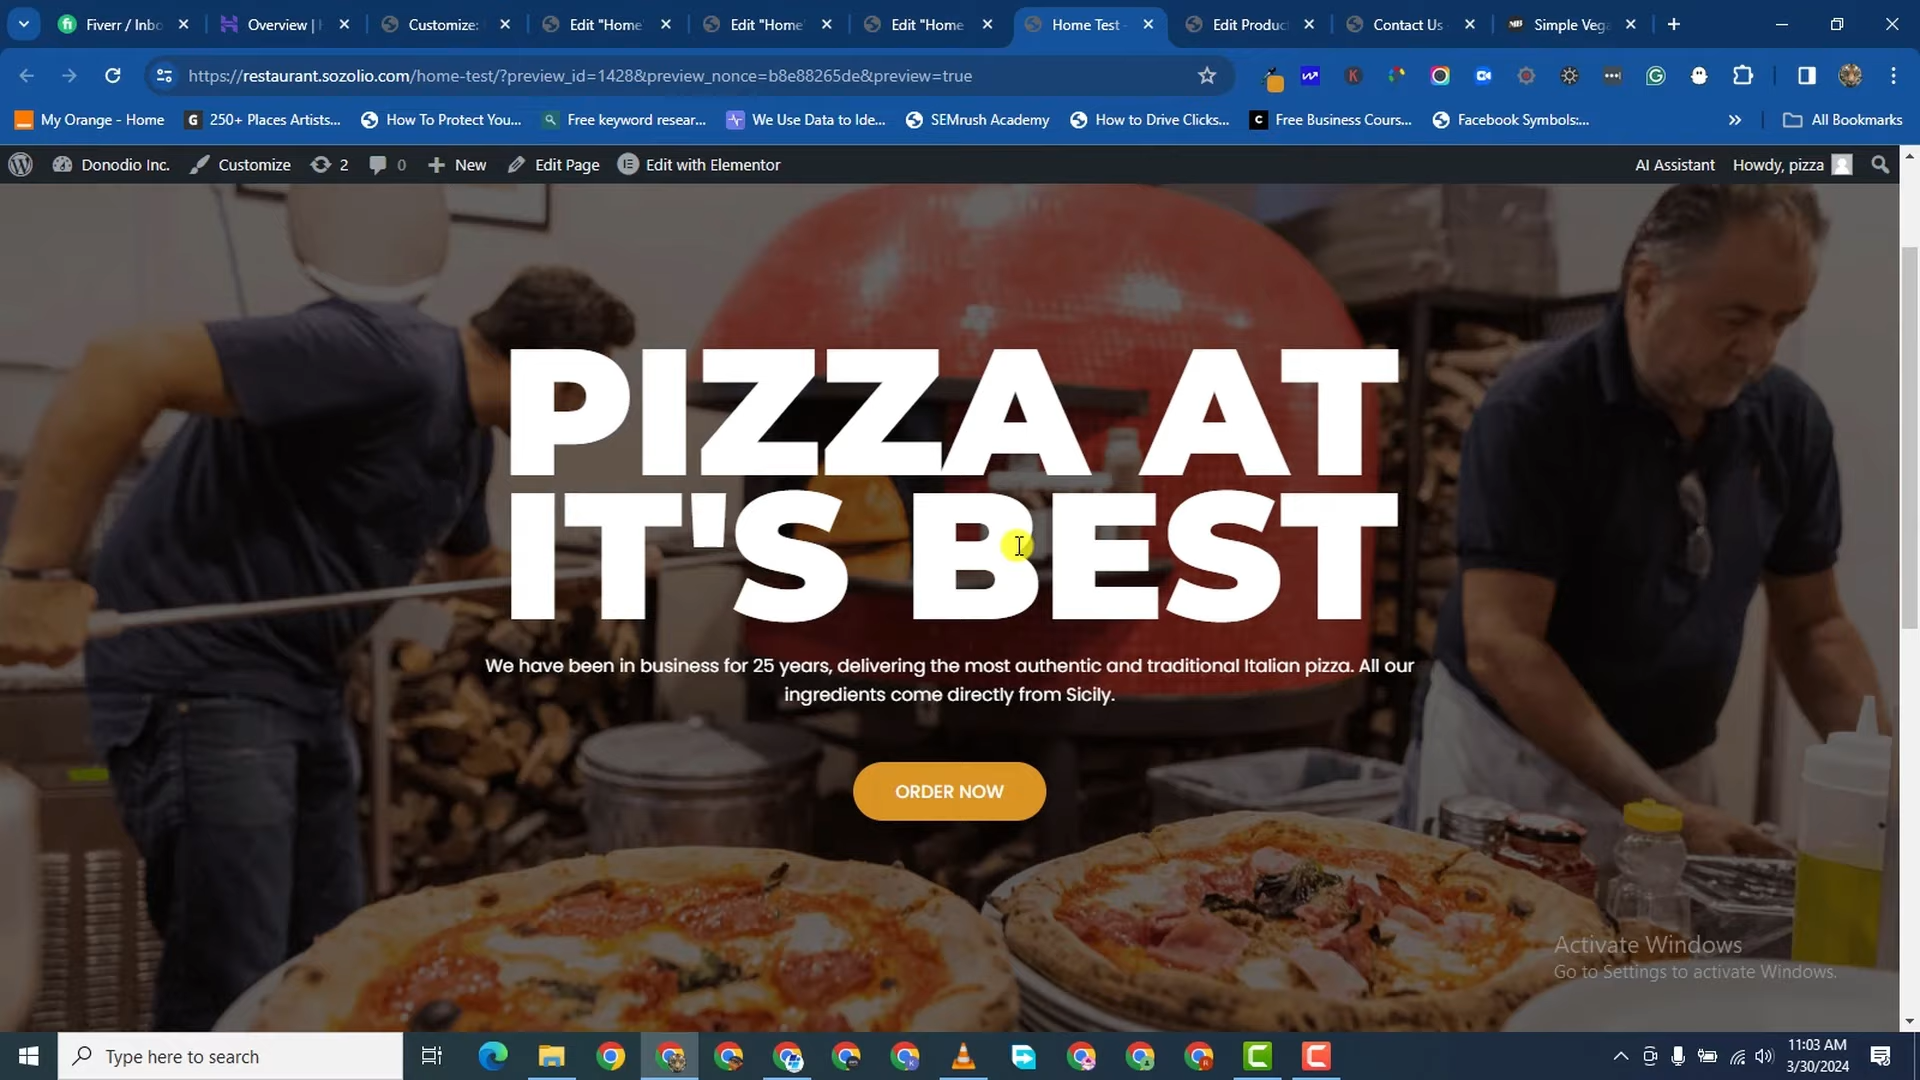 Fiverr / Inbo
Overview |
Customize:
Edit "Home
Edit "Home"
Edit "Home
Home Test -
Edit Produc
Contact Us
Simple Vega
https://restaurant.sozolio.com/home-test/?preview_id=1428&preview_nonce=b8e88265de&preview=true
My Orange - Home
250+ Places Artists...
How To Protect You...
Free keyword resear...
We Use Data to Ide...
SEMrush Academy
How to Drive Clicks...
Free Business Cours...
Facebook Symbols:...
All Bookmarks
Donodio Inc.
Customize
2
0
New
Edit Page
Edit with Elementor
AI Assistant
Howdy, pizza
PIZZA AT
IT'S BEST
We have been in business for 25 years, delivering the most authentic and traditional Italian pizza. All our
ingredients come directly from Sicily.
ORDER NOW
Activate Windows
Go to Settings to activate Windows.
Type here to search
11:03 AM
3/30/2024